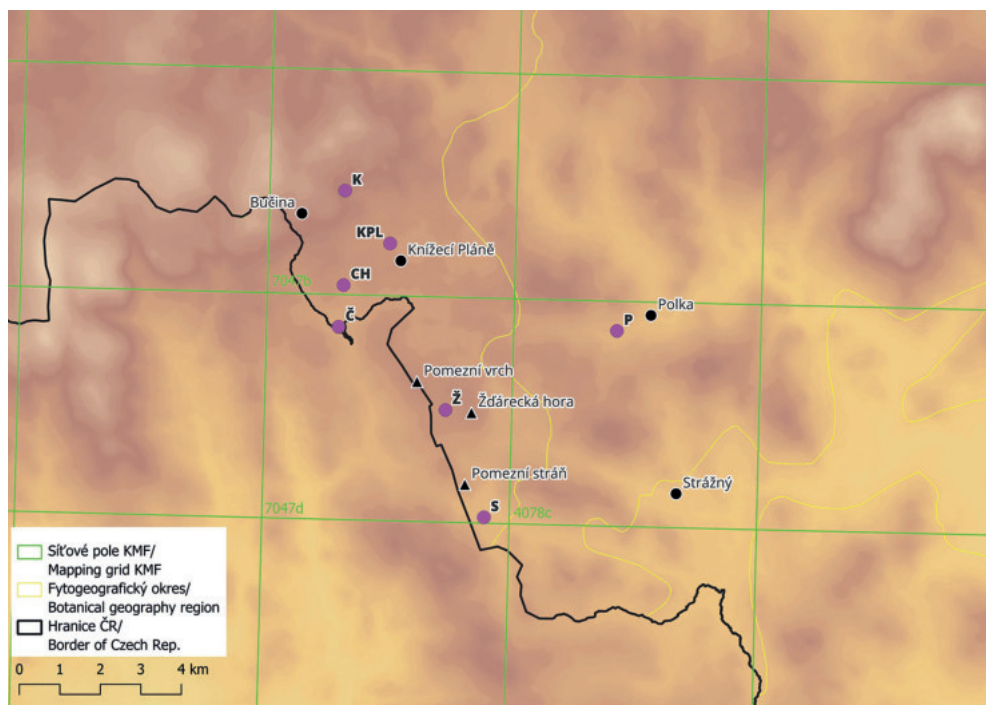 K
Bučina
KPL
Knížecí Pláně
CH
7047b
Č
Polka
P
Pomezní vrch
Ž
Žďárecká hora
Pomezní stráň
Strážný
S
7047d
4078c
Síťové pole KMF/
Mapping grid KMF
Fytogeografický okres/
Botanical geography region
Hranice ČR/
Border of Czech Rep.
0 1 2 3 4 km